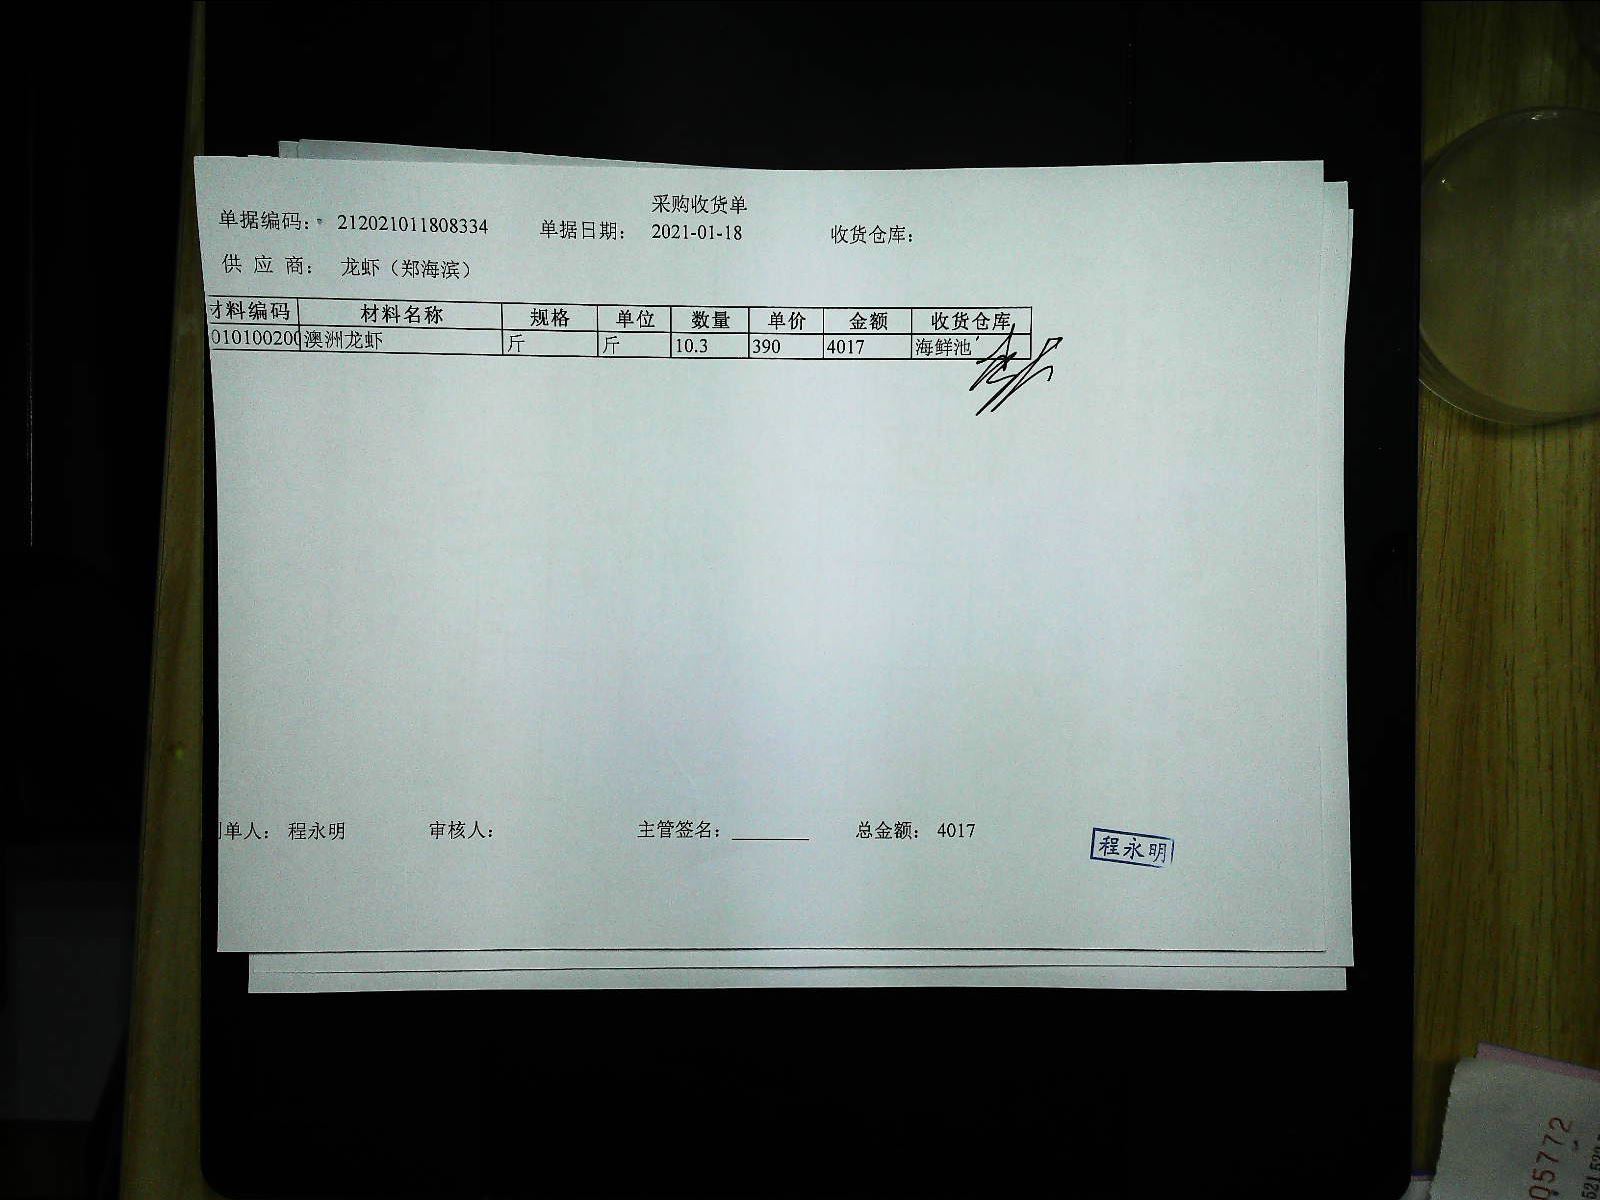 采购收货单
单据编码： 212021011808334 单据日期： 2021-01-18 收货仓库：
供 应 商： 龙虾（郑海滨）
材料编码 材料名称 规格 单位 数量 单价 金额 收货仓库
010100200 澳洲龙虾 斤 斤 10.3 390 4017 海鲜池
制单人： 程永明 审核人： 主管签名：________ 总金额： 4017
程永明
05772